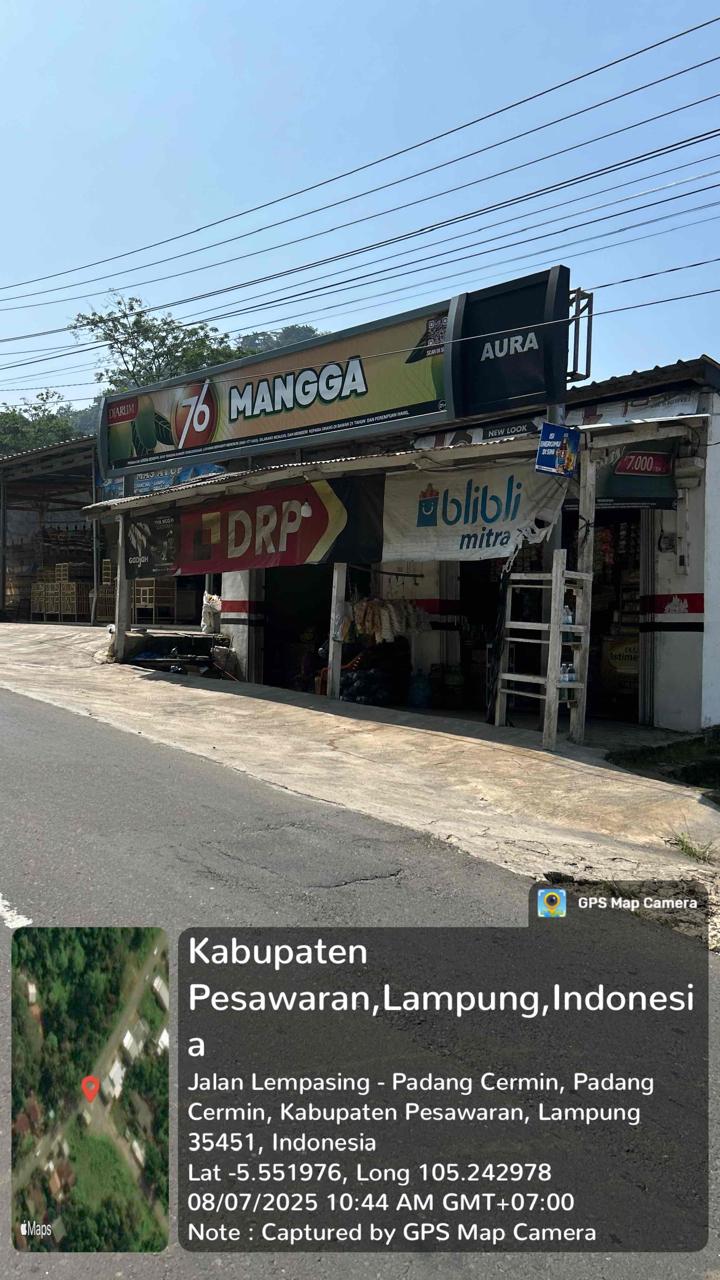 DJARUM
76
MANGGA
AURA
NEW LOOK
7.000
DRP
blibli
mitra
GPS Map Camera
Kabupaten
Pesawaran,Lampung,Indonesi
a
Jalan Lempasing - Padang Cermin, Padang
Cermin, Kabupaten Pesawaran, Lampung
35451, Indonesia
Lat -5.551976, Long 105.242978
08/07/2025 10:44 AM GMT+07:00
Note : Captured by GPS Map Camera
Maps